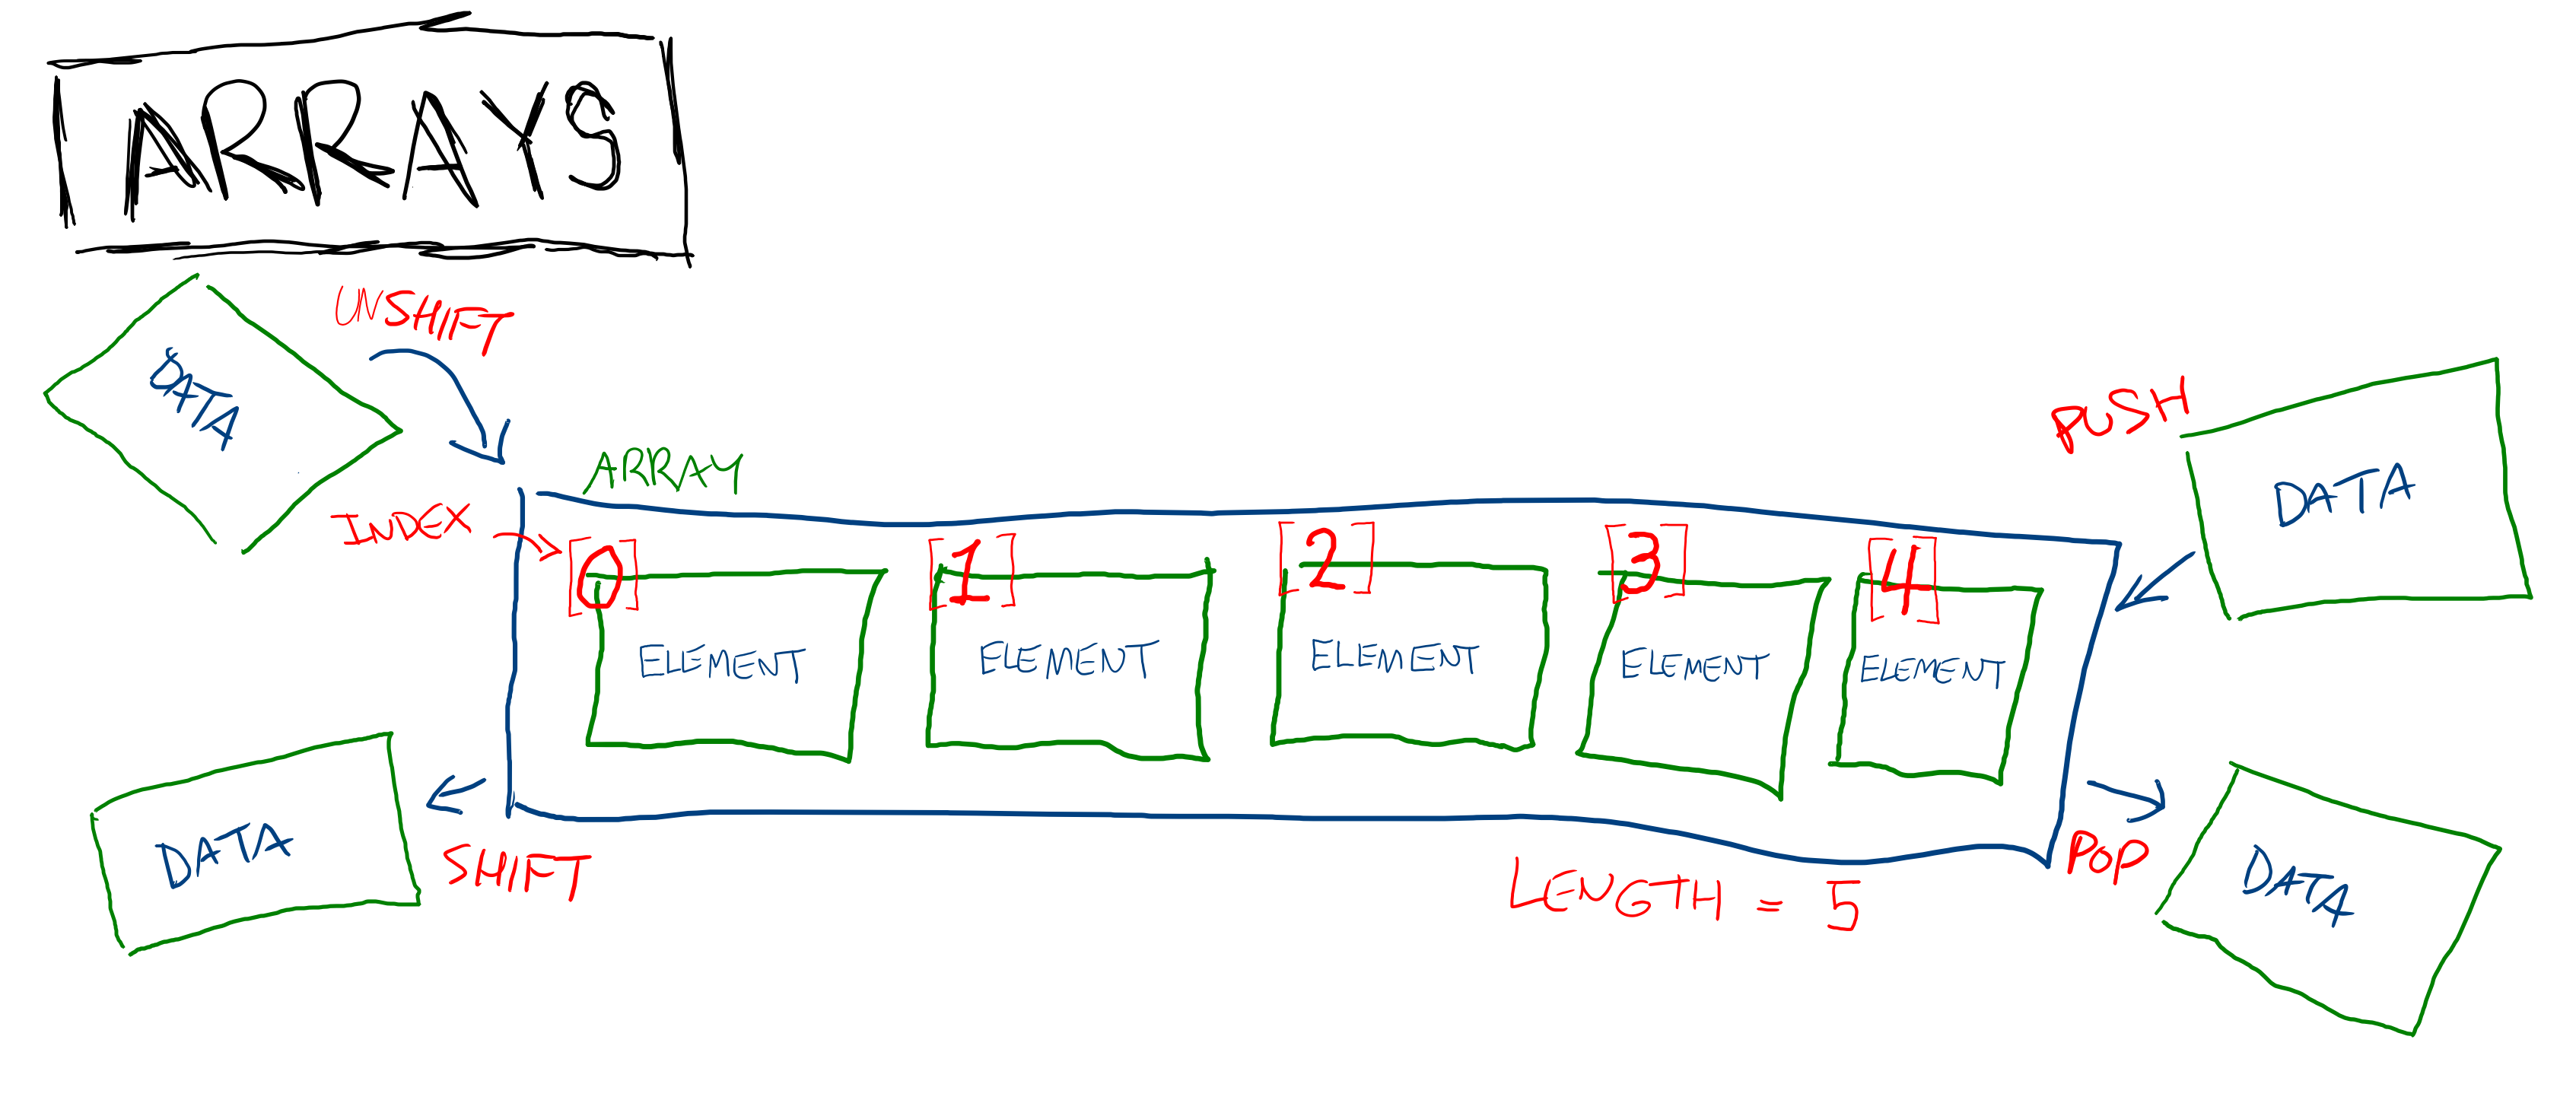 ARRAYS
UNSHIFT
DATA
PUSH
DATA
ARRAY
INDEX
[0]
[1]
[2]
[3]
[4]
ELEMENT
ELEMENT
ELEMENT
ELEMENT
ELEMENT
DATA
SHIFT
LENGTH = 5
POP
DATA